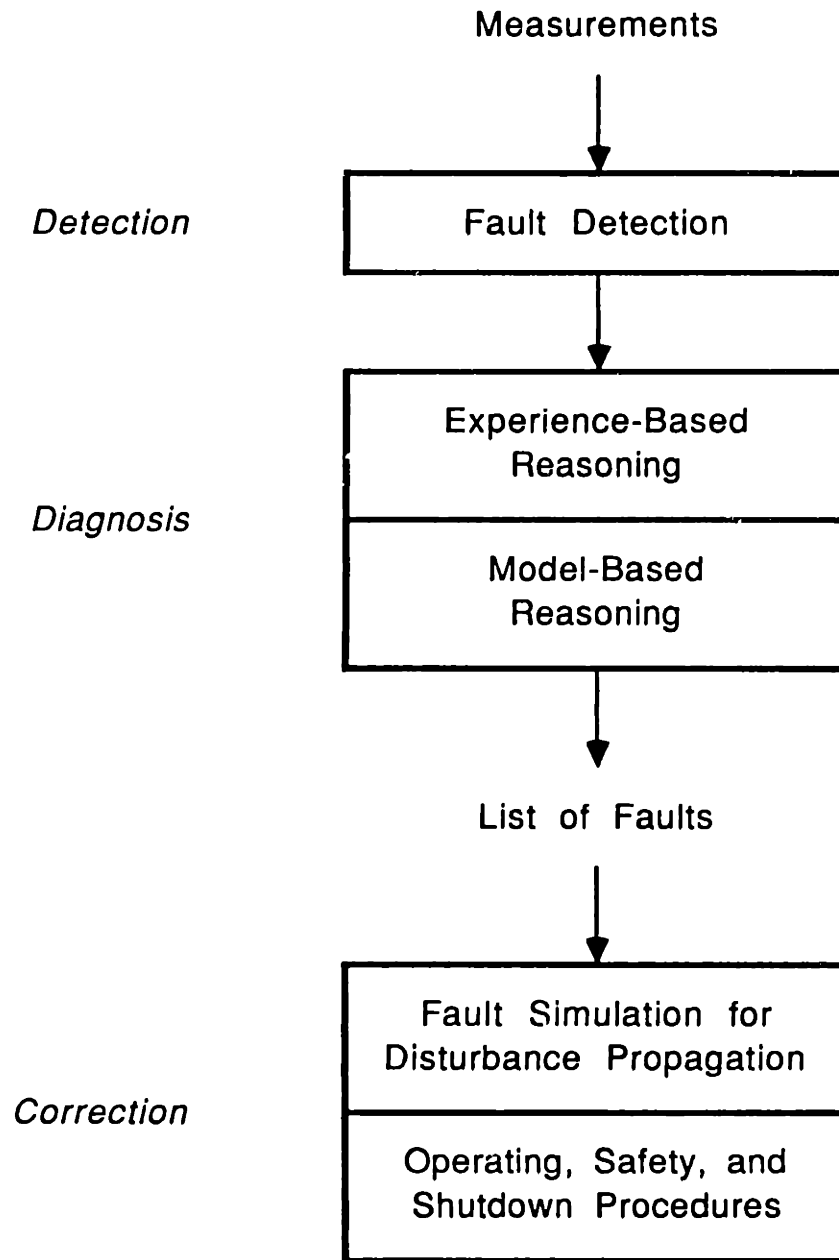 Measurements
Detection
Fault Detection
Experience-Based
Reasoning
Diagnosis
Model-Based
Reasoning
List of Faults
Fault Simulation for
Disturbance Propagation
Correction
Operating, Safety, and
Shutdown Procedures